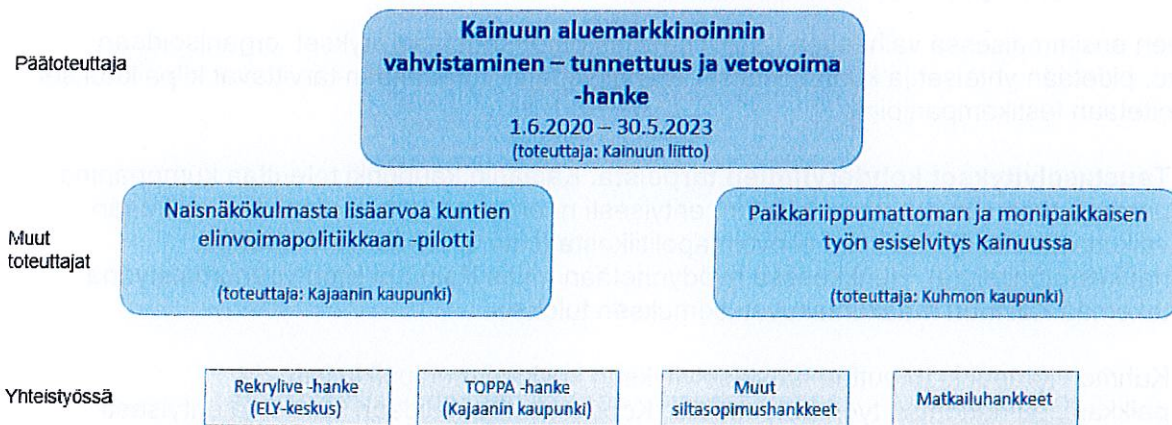 Kainuun aluemarkkinoinnin
vahvistaminen – tunnettuus ja vetovoima
-hanke
1.6.2020 – 30.5.2023
(toteuttaja: Kainuun liitto)
Päätoteuttaja
Naisnäkökulmasta lisäarvoa kuntien
elinvoimapolitiikkaan -pilotti
(toteuttaja: Kajaanin kaupunki)
Paikkariippumattoman ja monipaikkaisen
työn esiselvitys Kainuussa
(toteuttaja: Kuhmon kaupunki)
Muut
toteuttajat
Yhteistyössä
Rekrylive -hanke
(ELY-keskus)
TOPPA -hanke
(Kajaanin kaupunki)
Muut
siltasopimushankkeet
Matkailuhankkeet